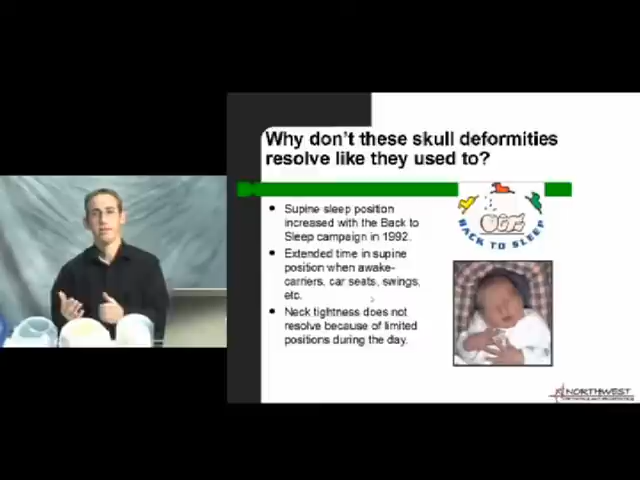 Why don't these skull deformities
resolve like they used to?
Supine sleep position
increased with the Back to
Sleep campaign in 1992.
Extended time in supine
position when awake-
carriers, car seats, swings,
etc.
Neck tightness does not
resolve because of limited
positions during the day.
BACK TO SLEEP
NORTHWEST